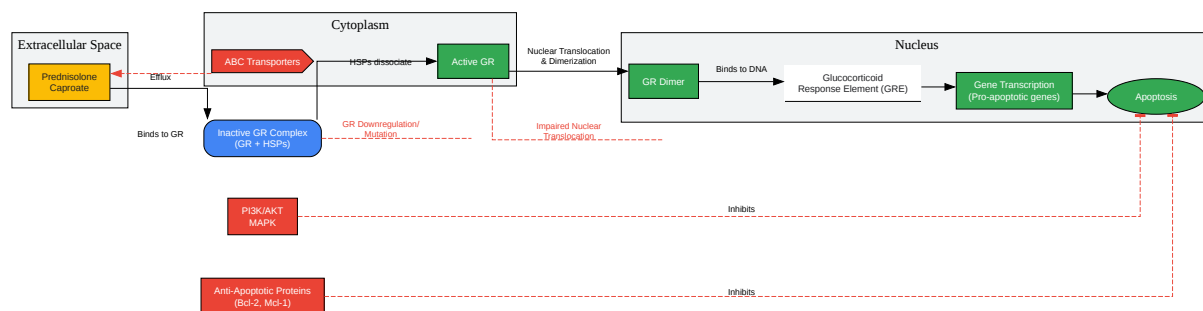 Cytoplasm
Extracellular Space
Nucleus
Prednisolone
Caproate
Efflux
ABC Transporters
HSPs dissociate
Active GR
Nuclear Translocation
& Dimerization
GR Dimer
Binds to DNA
Glucocorticoid
Response Element (GRE)
Gene Transcription
(Pro-apoptotic genes)
Apoptosis
Binds to GR
Inactive GR Complex
(GR + HSPs)
GR Downregulation/
Mutation
Impaired Nuclear
Translocation
PI3K/AKT
MAPK
Inhibits
Anti-Apoptotic Proteins
(Bcl-2, Mcl-1)
Inhibits